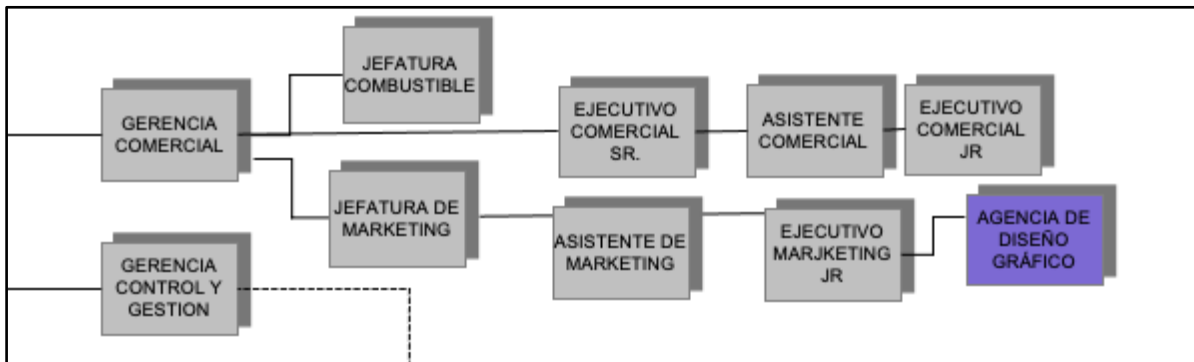 JEFATURA
COMBUSTIBLE
GERENCIA
COMERCIAL
EJECUTIVO
COMERCIAL
SR.
ASISTENTE
COMERCIAL
EJECUTIVO
COMERCIAL
JR
JEFATURA DE
MARKETING
ASISTENTE DE
MARKETING
EJECUTIVO
MARJKETING
JR
AGENCIA DE
DISEÑO
GRÁFICO
GERENCIA
CONTROL Y
GESTION